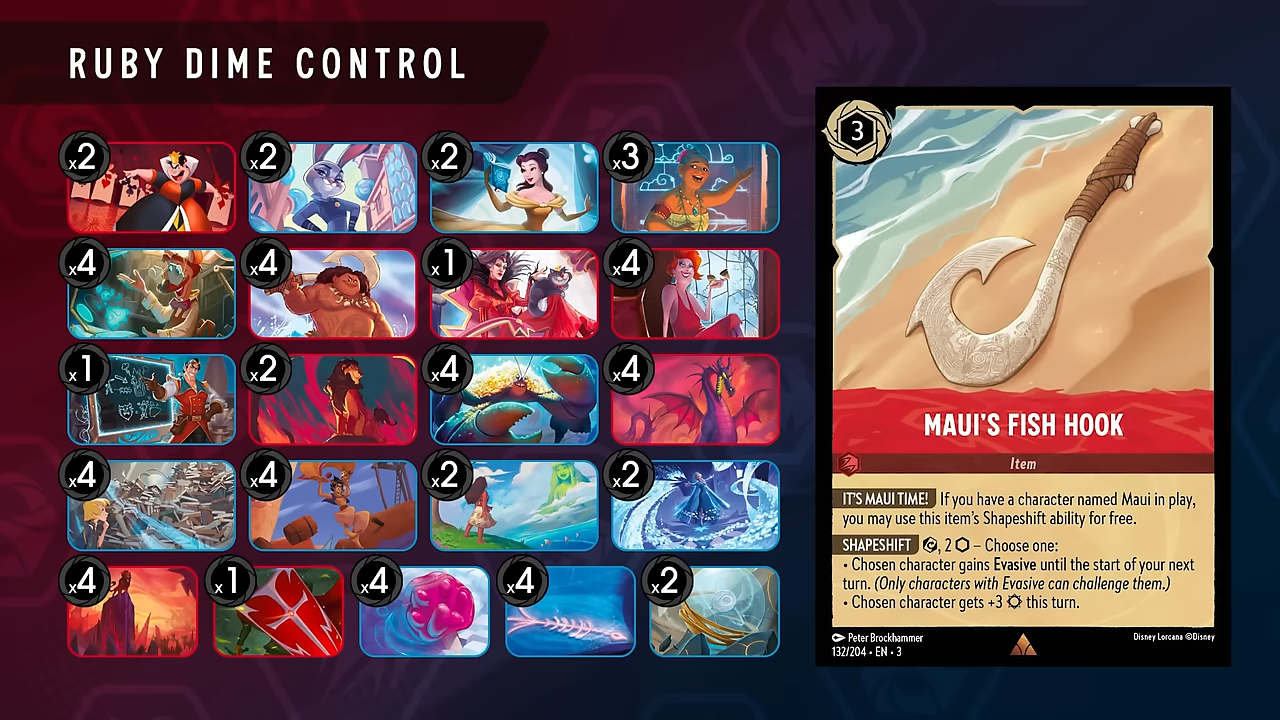 RUBY DIME CONTROL
x2 x2 x2 x3
x4 x4 x1 x4
x1 x2 x4 x4
x4 x4 x2 x2
x4 x1 x4 x4 x2
3
MAUI'S FISH HOOK
Item
IT'S MAUI TIME! If you have a character named Maui in play,
you may use this item's Shapeshift ability for free.
SHAPESHIFT , 2 – Choose one:
• Chosen character gains Evasive until the start of your next
turn. (Only characters with Evasive can challenge them.)
• Chosen character gets +3 this turn.
Peter Brockhammer
132/204 • EN • 3
Disney Lorcana ©Disney